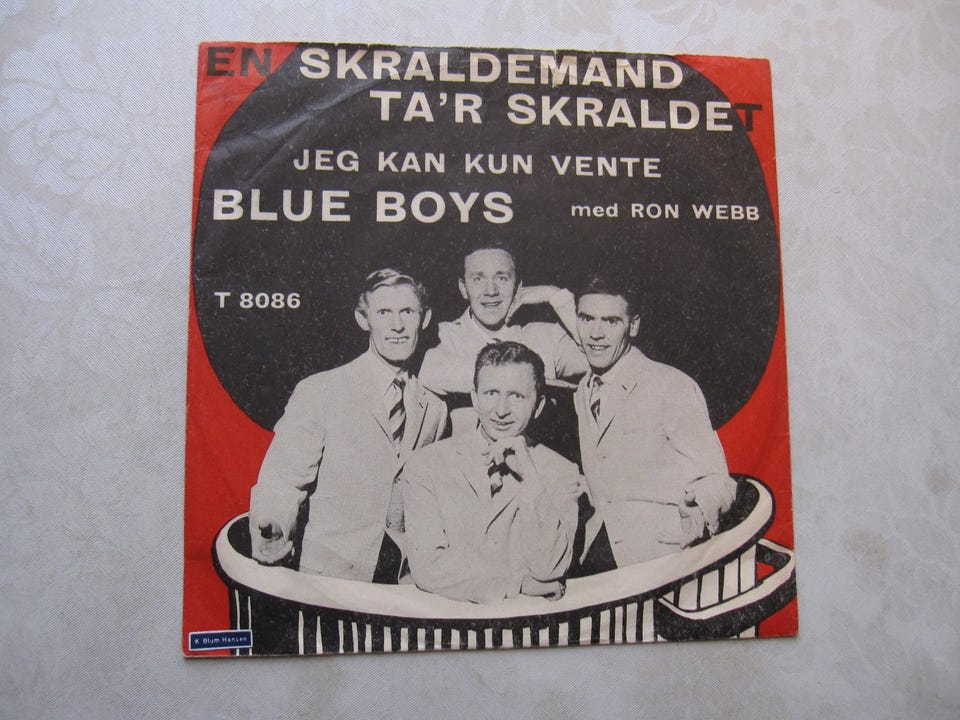 EN SKRALDEMAND
TA'R SKRALDET
JEG KAN KUN VENTE
BLUE BOYS med RON WEBB
T 8086
K Blum Hansen